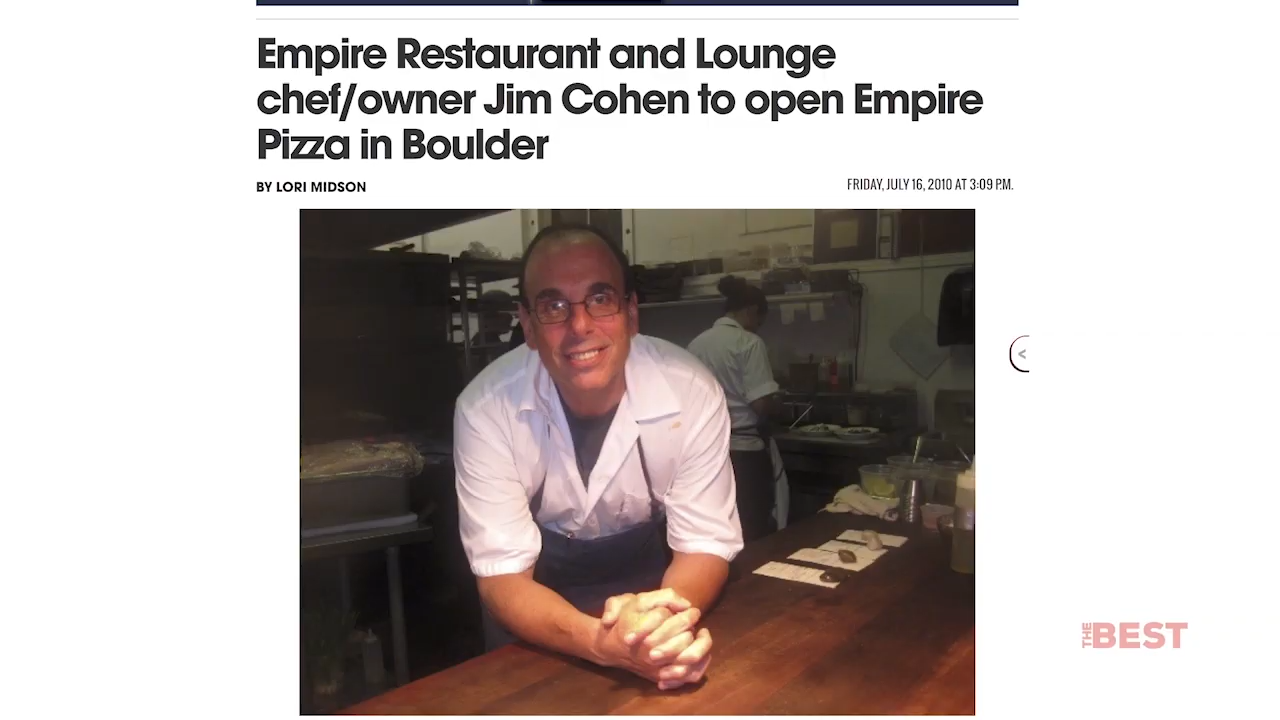 Empire Restaurant and Lounge
chef/owner Jim Cohen to open Empire
Pizza in Boulder
BY LORI MIDSON
FRIDAY, JULY 16, 2010 AT 3:09 P.M.
<
THE BEST